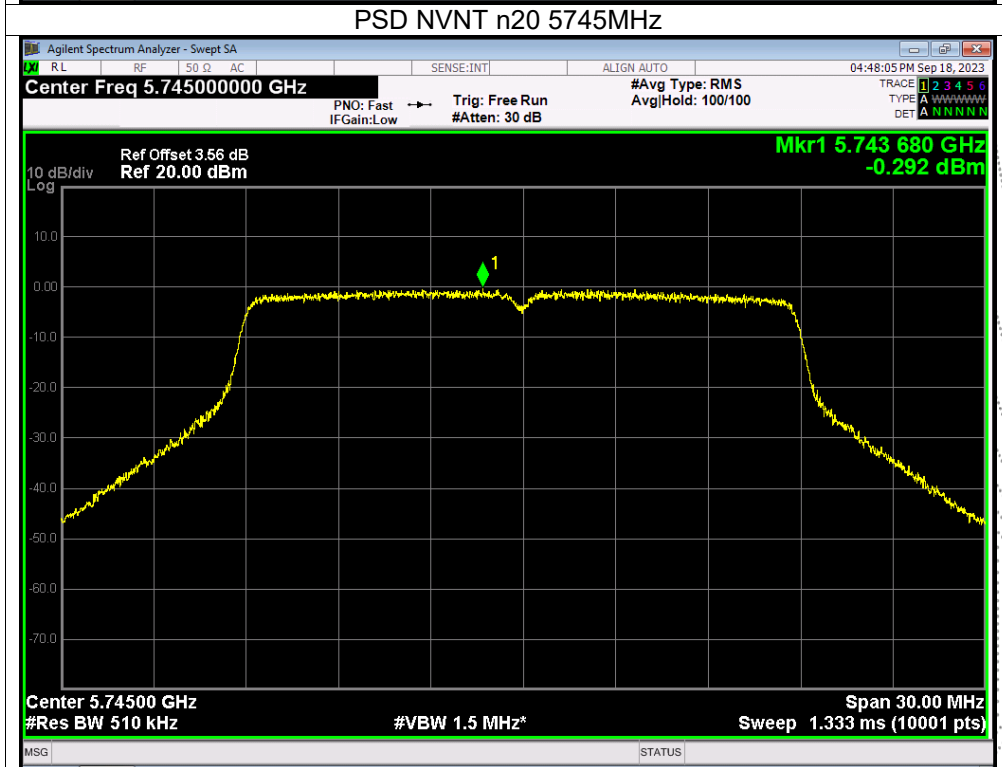 PSD NVNT n20 5745MHz
Agilent Spectrum Analyzer - Swept SA
LXI RL RF 50 Ω AC SENSE:INT ALIGN AUTO 04:48:05 PM Sep 18, 2023
Center Freq 5.745000000 GHz
PNO: Fast
IFGain:Low
Trig: Free Run
#Atten: 30 dB
#Avg Type: RMS
Avg|Hold: 100/100
TRACE 1 2 3 4 5 6
TYPE A WWWWW
DET A N N N N N
Mkr1 5.743 680 GHz
-0.292 dBm
Ref Offset 3.56 dB
10 dB/div Ref 20.00 dBm
Log
1
10.0
0.00
-10.0
-20.0
-30.0
-40.0
-50.0
-60.0
-70.0
Center 5.74500 GHz Span 30.00 MHz
#Res BW 510 kHz #VBW 1.5 MHz* Sweep 1.333 ms (10001 pts)
MSG STATUS